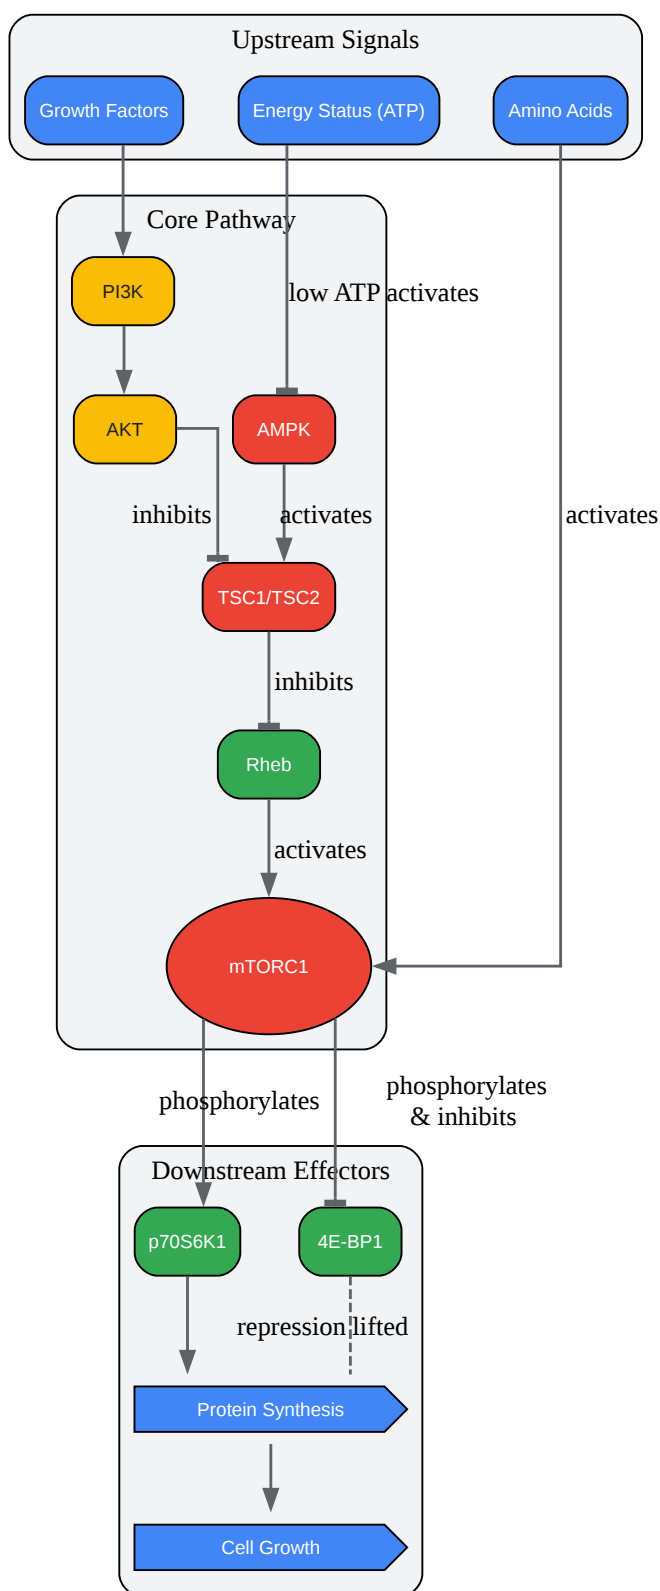 Upstream Signals
Growth Factors
Energy Status (ATP)
Amino Acids
Core Pathway
PI3K
low ATP activates
AKT
AMPK
inhibits
activates
activates
TSC1/TSC2
inhibits
Rheb
activates
mTORC1
phosphorylates
phosphorylates
& inhibits
Downstream Effectors
p70S6K1
4E-BP1
repression lifted
Protein Synthesis
Cell Growth